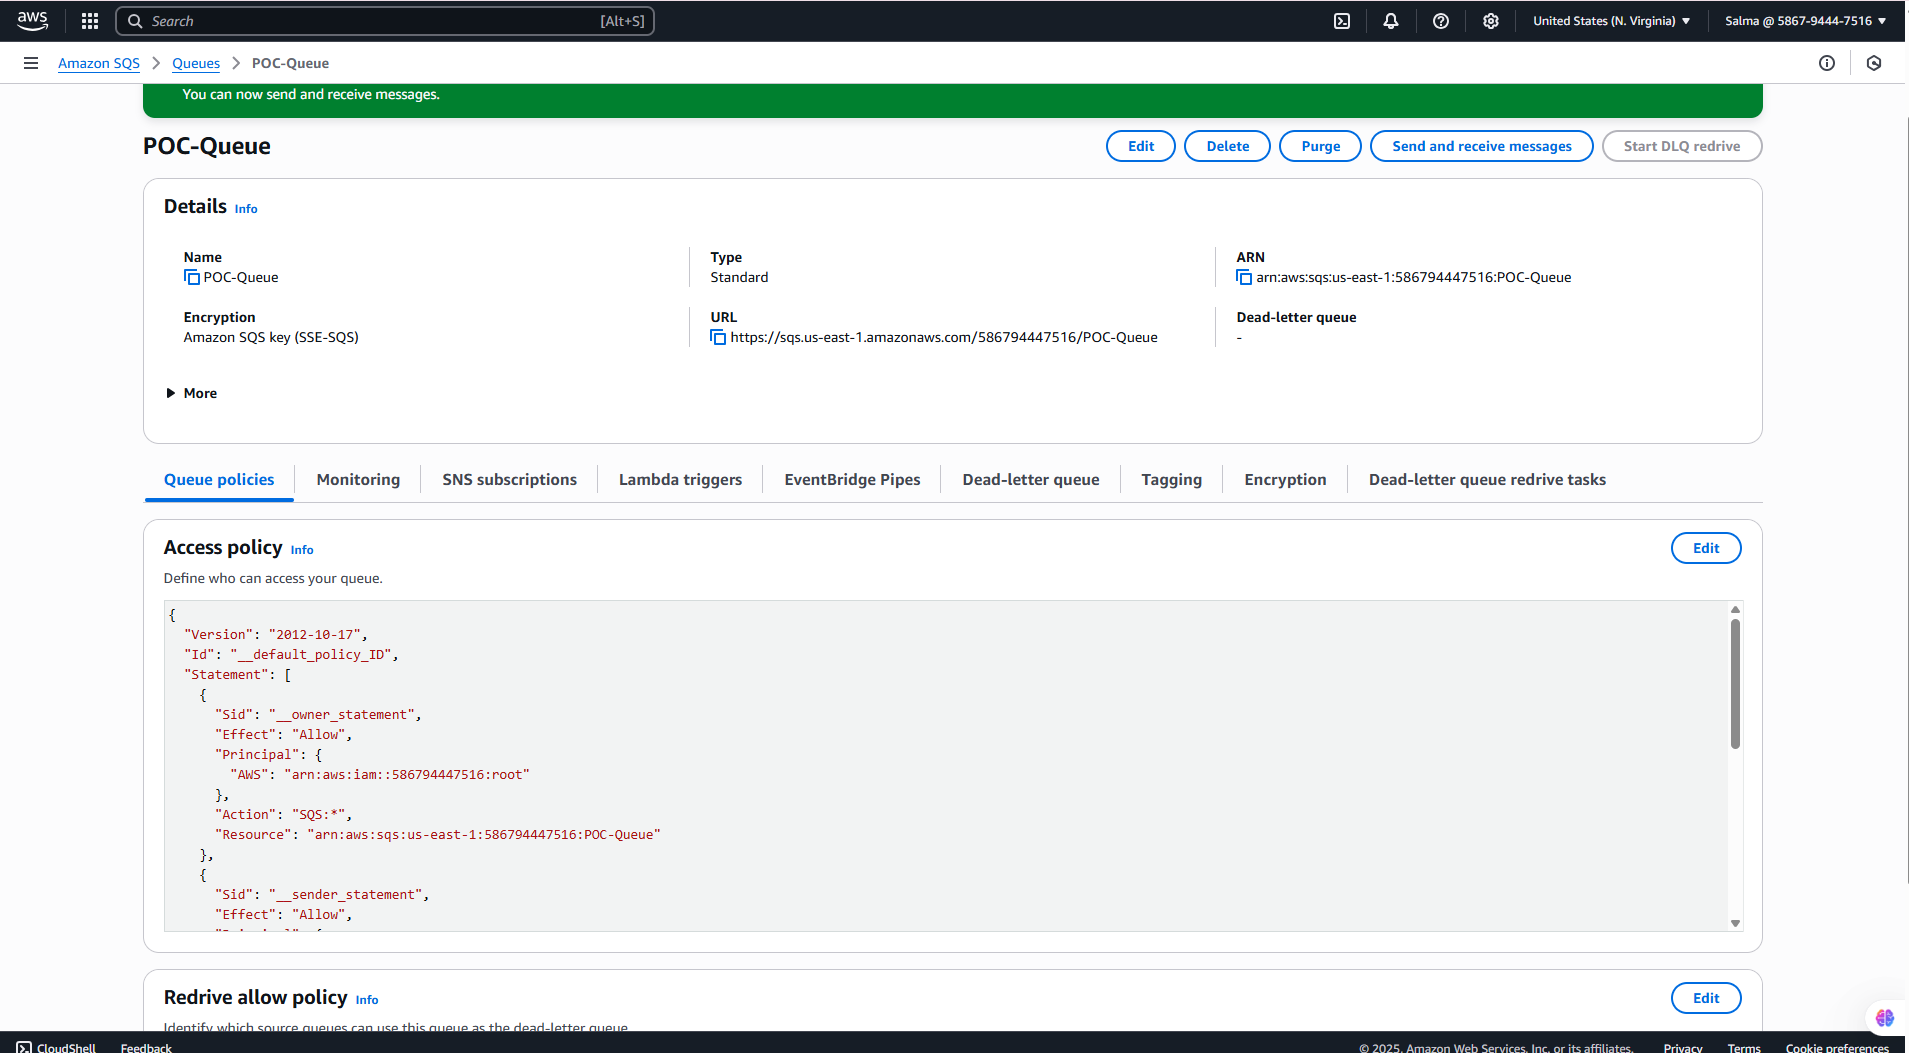 aws
Search [Alt+S]
United States (N. Virginia)
Salma @ 5867-9444-7516
Amazon SQS > Queues > POC-Queue
You can now send and receive messages.
POC-Queue
Edit
Delete
Purge
Send and receive messages
Start DLQ redrive
Details Info
Name
POC-Queue
Type
Standard
ARN
arn:aws:sqs:us-east-1:586794447516:POC-Queue
Encryption
Amazon SQS key (SSE-SQS)
URL
https://sqs.us-east-1.amazonaws.com/586794447516/POC-Queue
Dead-letter queue
-
More
Queue policies
Monitoring
SNS subscriptions
Lambda triggers
EventBridge Pipes
Dead-letter queue
Tagging
Encryption
Dead-letter queue redrive tasks
Access policy Info
Edit
Define who can access your queue.
{
"Version": "2012-10-17",
"Id": "__default_policy_ID",
"Statement": [
{
"Sid": "__owner_statement",
"Effect": "Allow",
"Principal": {
"AWS": "arn:aws:iam::586794447516:root"
},
"Action": "SQS:*",
"Resource": "arn:aws:sqs:us-east-1:586794447516:POC-Queue"
},
{
"Sid": "__sender_statement",
"Effect": "Allow",
Redrive allow policy Info
Edit
Identify which source queues can use this queue as the dead-letter queue.
CloudShell
Feedback
© 2025, Amazon Web Services, Inc. or its affiliates.
Privacy
Terms
Cookie preferences